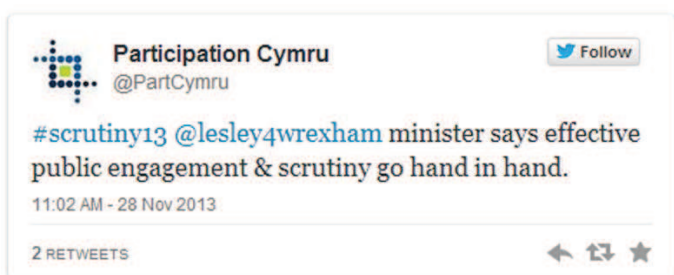 Participation Cymru
Follow
@PartCymru
#scrutiny13 @lesley4wrexham minister says effective
public engagement & scrutiny go hand in hand.
11:02 AM - 28 Nov 2013
2 RETWEETS